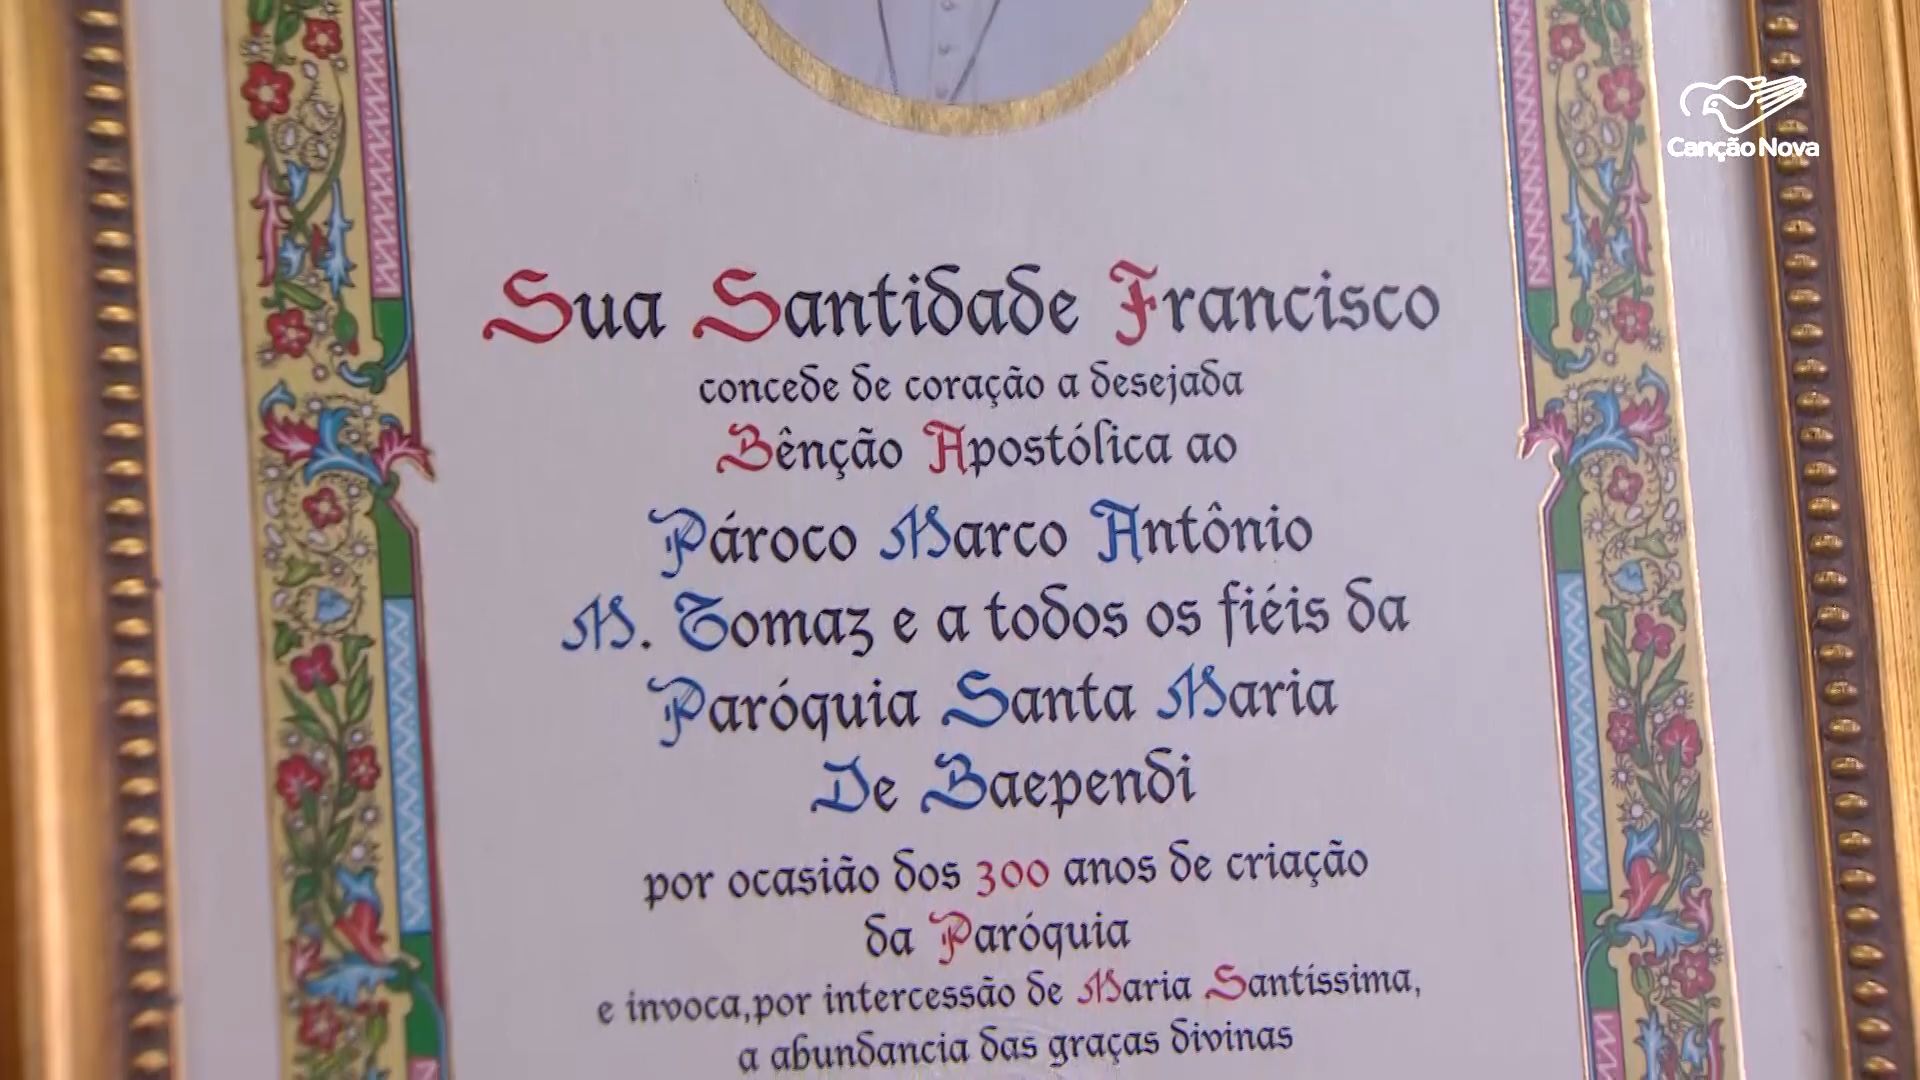 Canção Nova
Sua Santidade Francisco
concede de coração a desejada
Bênção Apostólica ao
Pároco Marco Antônio
M. Tomaz e a todos os fiéis da
Paróquia Santa Maria
De Baependi
por ocasião dos 300 anos de criação
da Paróquia
e invoca,por intercessão de Maria Santíssima,
a abundancia das graças divinas